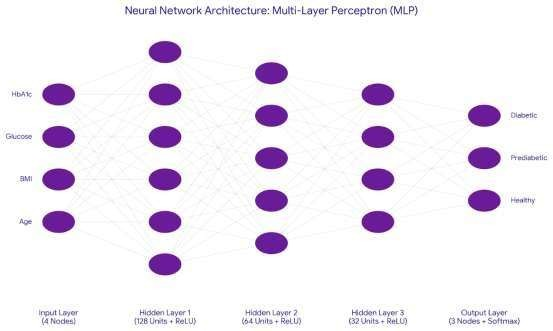 Neural Network Architecture: Multi-Layer Perceptron (MLP)
HbA1c
Glucose
BMI
Age
Diabetic
Prediabetic
Healthy
Input Layer
(4 Nodes)
Hidden Layer 1
(128 Units + ReLU)
Hidden Layer 2
(64 Units + ReLU)
Hidden Layer 3
(32 Units + ReLU)
Output Layer
(3 Nodes + Softmax)